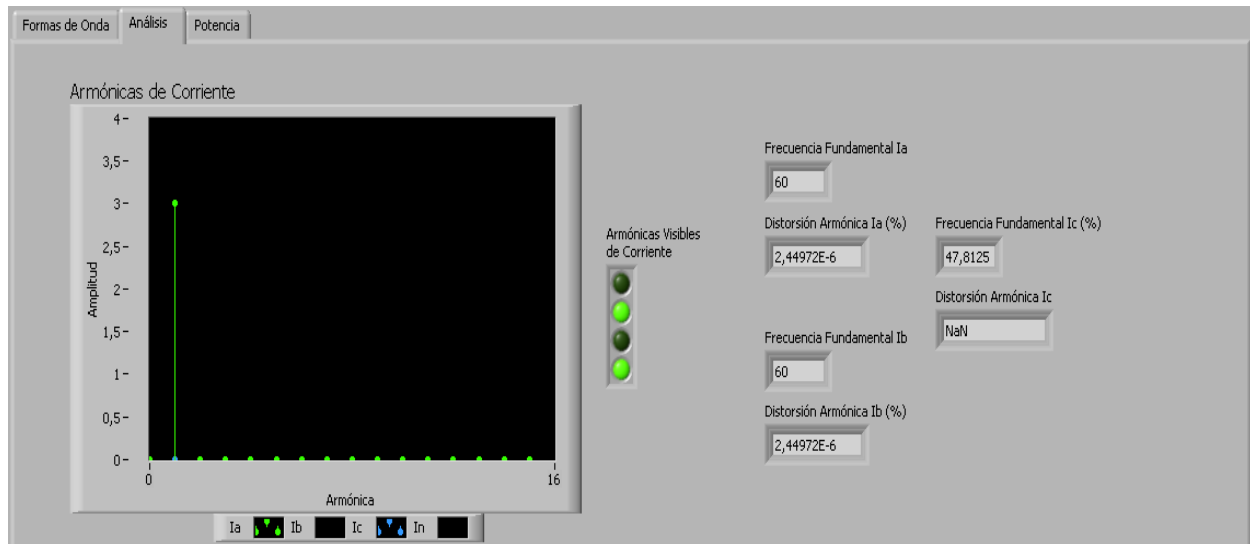 Formas de Onda Análisis Potencia
Armónicas de Corriente
Amplitud
4
3,5
3
2,5
2
1,5
1
0,5
0
0 16
Armónica
Ia Ib Ic In
Armónicas Visibles
de Corriente
Frecuencia Fundamental Ia
60
Distorsión Armónica Ia (%)
2,44972E-6
Frecuencia Fundamental Ic (%)
47,8125
Distorsión Armónica Ic
NaN
Frecuencia Fundamental Ib
60
Distorsión Armónica Ib (%)
2,44972E-6